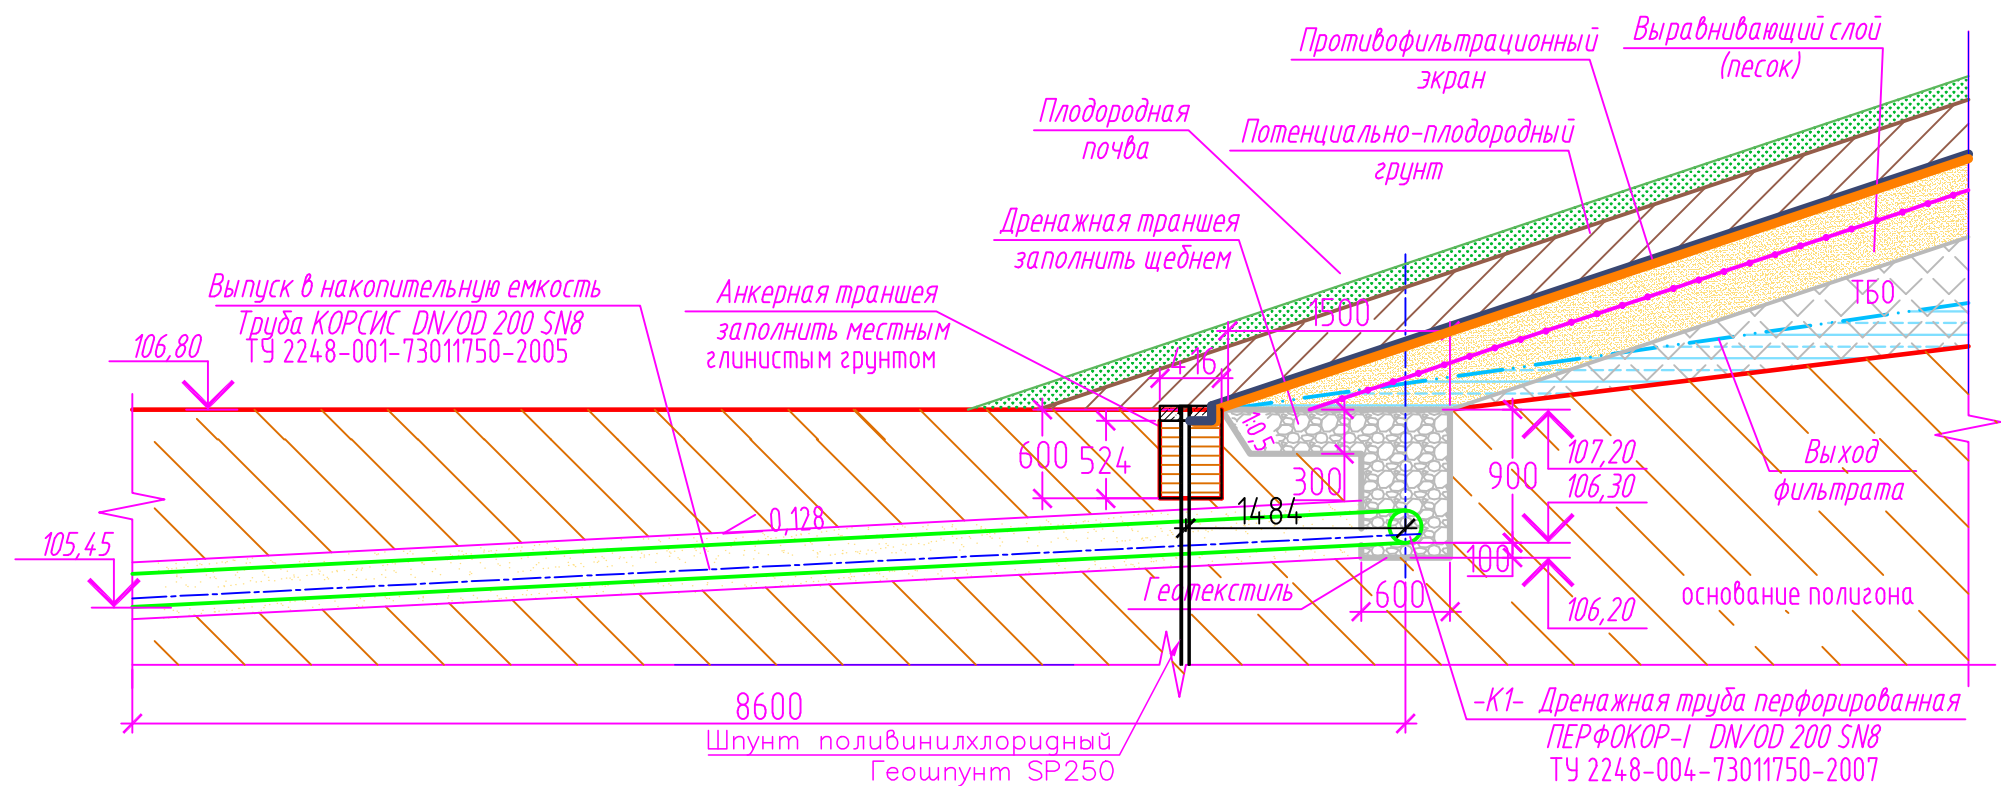 Выравнивающий слой
(песок)
Противофильтрационный
экран
Плодородная
почва
Потенциально-плодородный
грунт
Дренажная траншея
заполнить щебнем
Выпуск в накопительную емкость
Труба КОРСИС DN/OD 200 SN8
ТУ 2248-001-73011750-2005
Анкерная траншея
заполнить местным
глинистым грунтом
ТБО
1500
106,80
416
1:0,5
600
524
300
900
107,20
106,30
Выход
фильтрата
1484
0,128
105,45
100
Геотекстиль
600
106,20
основание полигона
8600
-К1- Дренажная труба перфорированная
ПЕРФОКОР-I DN/OD 200 SN8
ТУ 2248-004-73011750-2007
Шпунт поливинилхлоридный
Геошпунт SP250